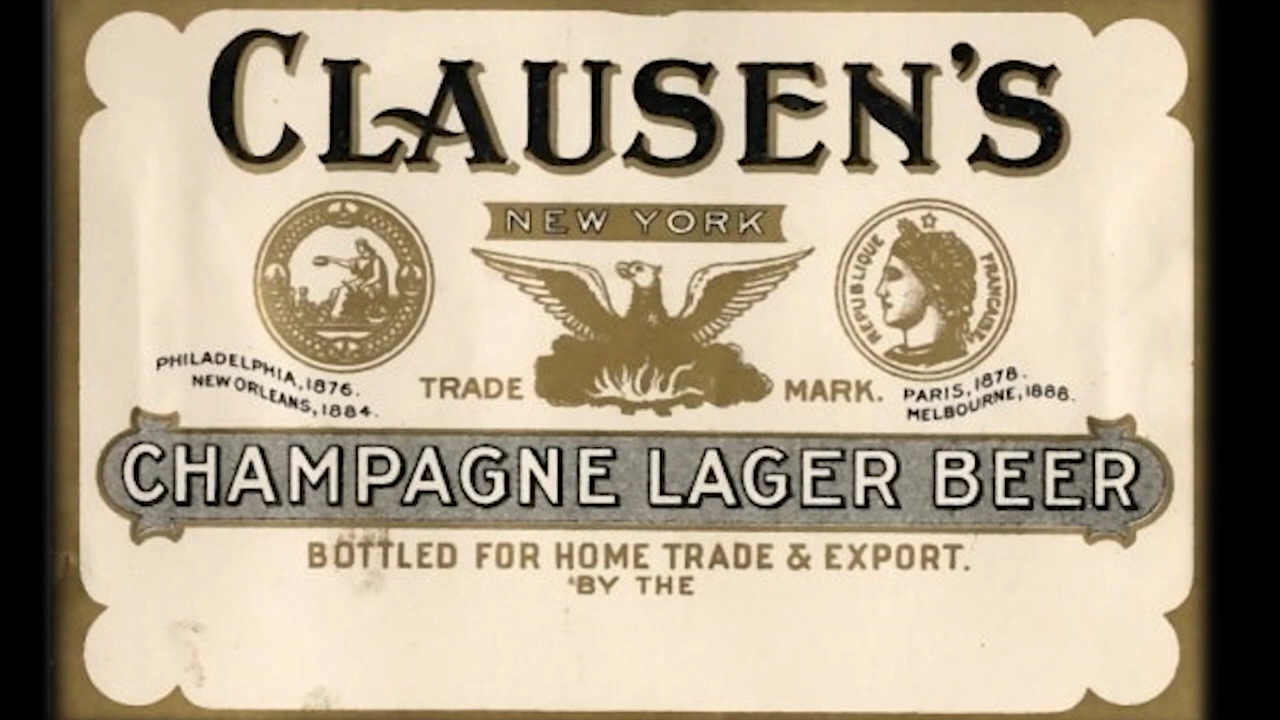 CLAUSEN'S
NEW YORK
REPUBLIQUE FRANCAISE
PHILADELPHIA, 1876.
NEW ORLEANS, 1884.
TRADE MARK.
PARIS, 1878.
MELBOURNE, 1888.
CHAMPAGNE LAGER BEER
BOTTLED FOR HOME TRADE & EXPORT.
BY THE